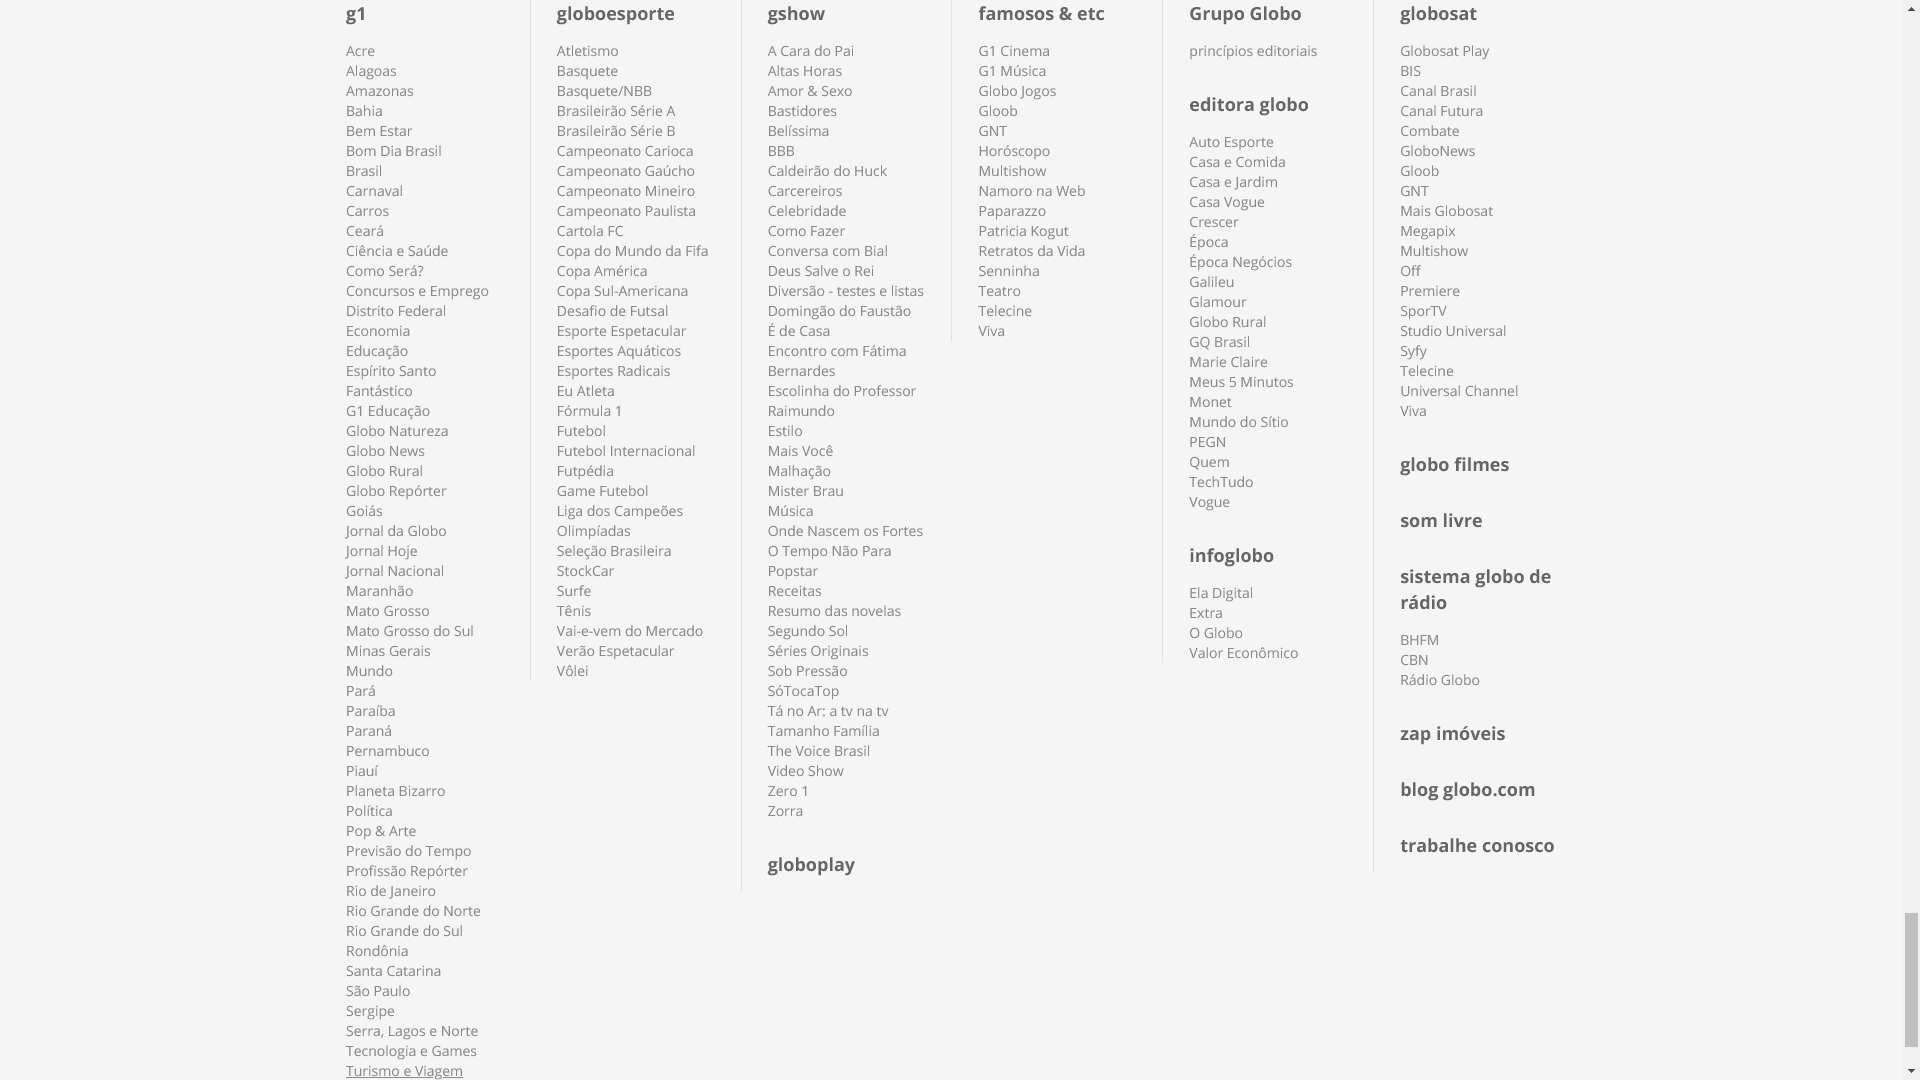 g1
Acre
Alagoas
Amazonas
Bahia
Bem Estar
Bom Dia Brasil
Brasil
Carnaval
Carros
Ceará
Ciência e Saúde
Como Será?
Concursos e Emprego
Distrito Federal
Economia
Educação
Espírito Santo
Fantástico
G1 Educação
Globo Natureza
Globo News
Globo Rural
Globo Repórter
Goiás
Jornal da Globo
Jornal Hoje
Jornal Nacional
Maranhão
Mato Grosso
Mato Grosso do Sul
Minas Gerais
Mundo
Pará
Paraíba
Paraná
Pernambuco
Piauí
Planeta Bizarro
Política
Pop & Arte
Previsão do Tempo
Profissão Repórter
Rio de Janeiro
Rio Grande do Norte
Rio Grande do Sul
Rondônia
Santa Catarina
São Paulo
Sergipe
Serra, Lagos e Norte
Tecnologia e Games
Turismo e Viagem
globoesporte
Atletismo
Basquete
Basquete/NBB
Brasileirão Série A
Brasileirão Série B
Campeonato Carioca
Campeonato Gaúcho
Campeonato Mineiro
Campeonato Paulista
Cartola FC
Copa do Mundo da Fifa
Copa América
Copa Sul-Americana
Desafio de Futsal
Esporte Espetacular
Esportes Aquáticos
Esportes Radicais
Eu Atleta
Fórmula 1
Futebol
Futebol Internacional
Futpédia
Game Futebol
Liga dos Campeões
Olimpíadas
Seleção Brasileira
StockCar
Surfe
Tênis
Vai-e-vem do Mercado
Verão Espetacular
Vôlei
gshow
A Cara do Pai
Altas Horas
Amor & Sexo
Bastidores
Belíssima
BBB
Caldeirão do Huck
Carcereiros
Celebridade
Como Fazer
Conversa com Bial
Deus Salve o Rei
Diversão - testes e listas
Domingão do Faustão
É de Casa
Encontro com Fátima
Bernardes
Escolinha do Professor
Raimundo
Estilo
Mais Você
Malhação
Mister Brau
Música
Onde Nascem os Fortes
O Tempo Não Para
Popstar
Receitas
Resumo das novelas
Segundo Sol
Séries Originais
Sob Pressão
SóTocaTop
Tá no Ar: a tv na tv
Tamanho Família
The Voice Brasil
Video Show
Zero 1
Zorra
globoplay
famosos & etc
G1 Cinema
G1 Música
Globo Jogos
Gloob
GNT
Horóscopo
Multishow
Namoro na Web
Paparazzo
Patricia Kogut
Retratos da Vida
Senninha
Teatro
Telecine
Viva
Grupo Globo
princípios editoriais
editora globo
Auto Esporte
Casa e Comida
Casa e Jardim
Casa Vogue
Crescer
Época
Época Negócios
Galileu
Glamour
Globo Rural
GQ Brasil
Marie Claire
Meus 5 Minutos
Monet
Mundo do Sítio
PEGN
Quem
TechTudo
Vogue
infoglobo
Ela Digital
Extra
O Globo
Valor Econômico
globosat
Globosat Play
BIS
Canal Brasil
Canal Futura
Combate
GloboNews
Gloob
GNT
Mais Globosat
Megapix
Multishow
Off
Premiere
SporTV
Studio Universal
Syfy
Telecine
Universal Channel
Viva
globo filmes
som livre
sistema globo de
rádio
BHFM
CBN
Rádio Globo
zap imóveis
blog globo.com
trabalhe conosco